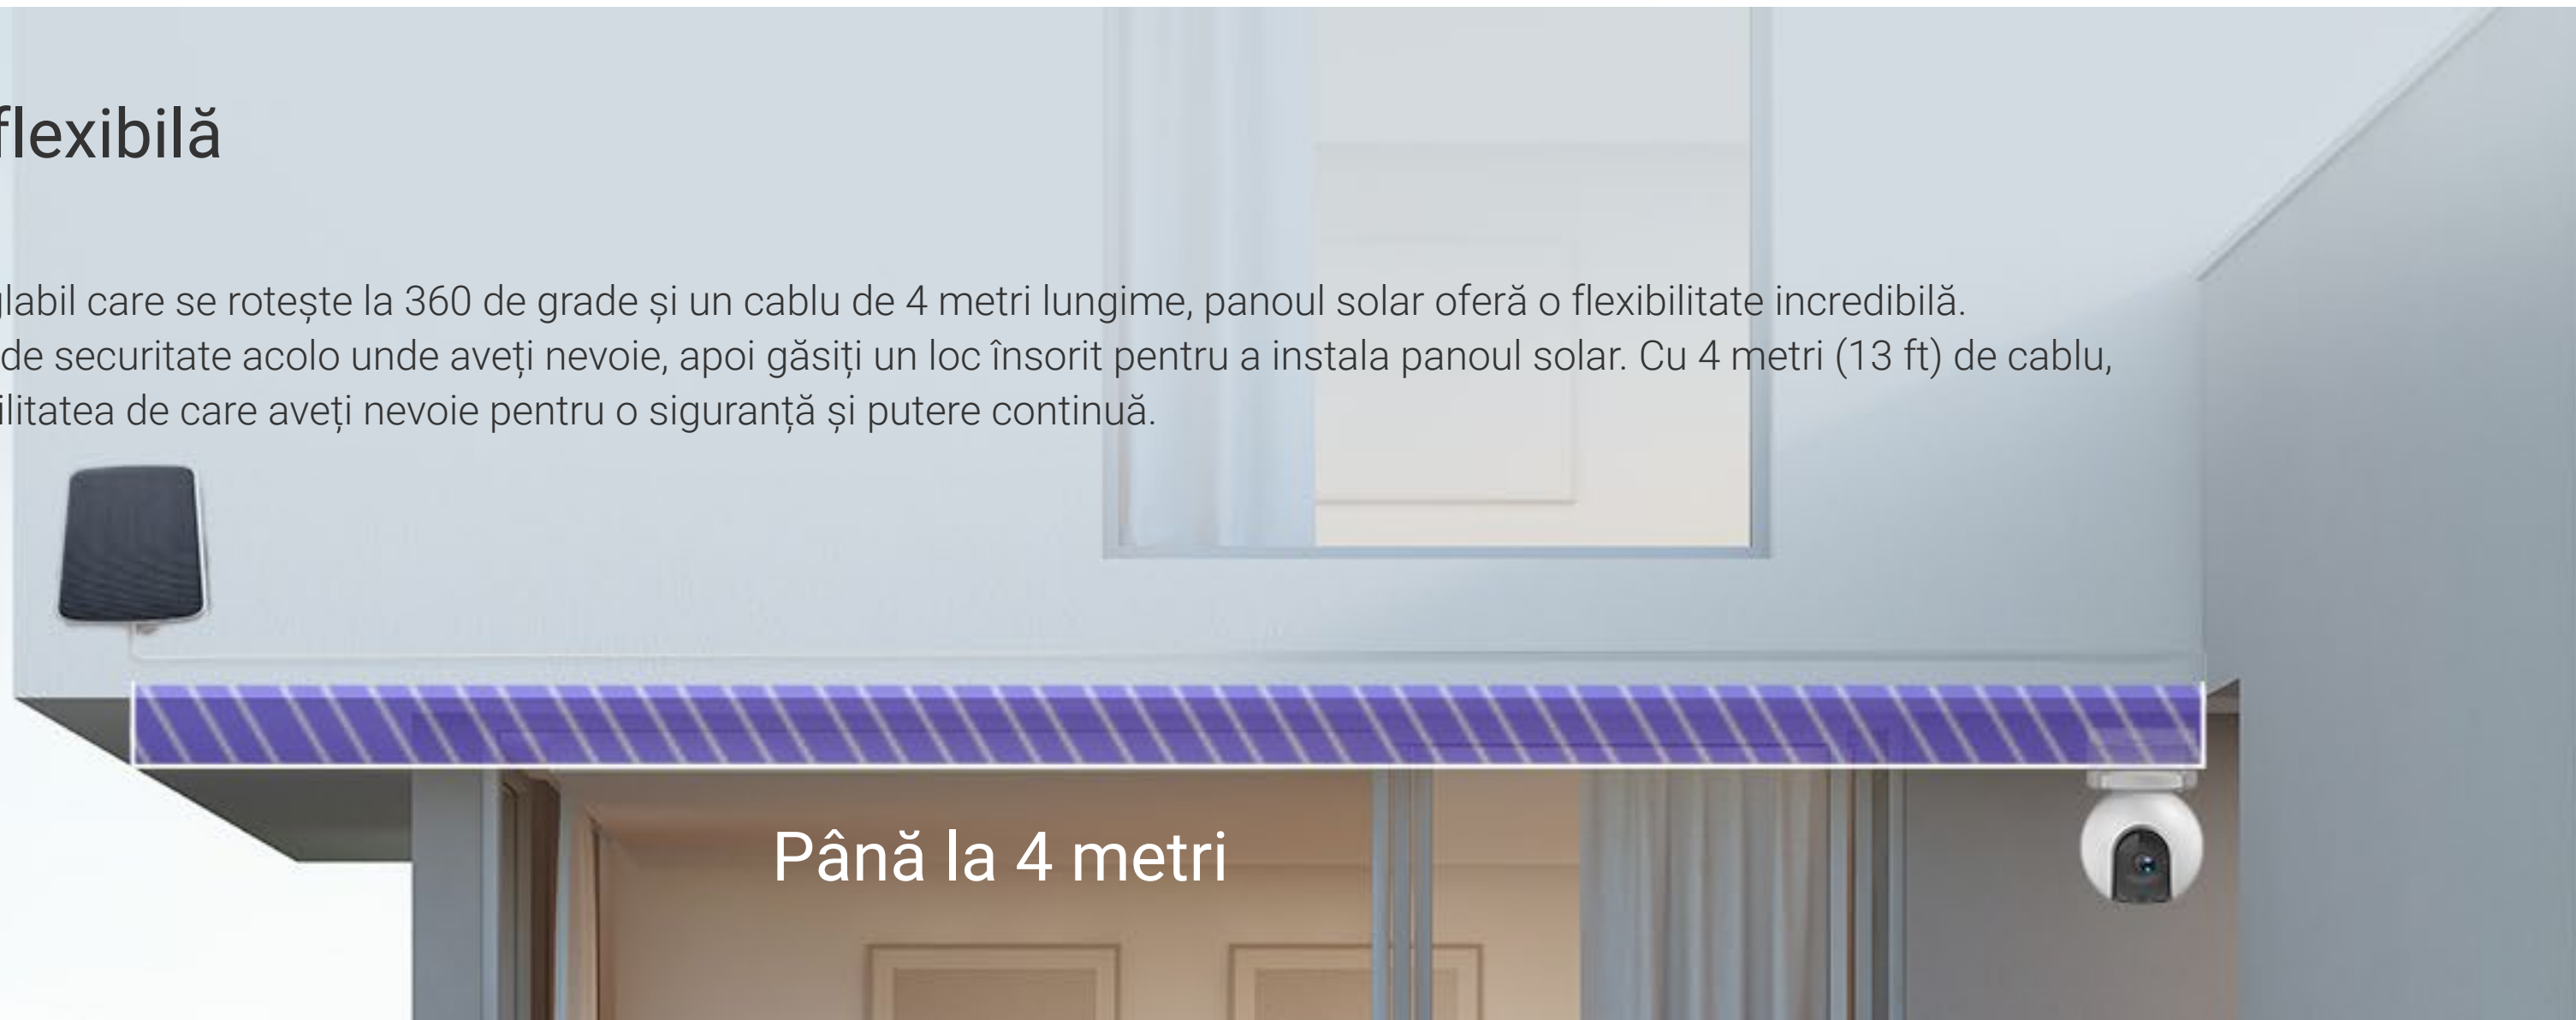 flexibilă
glabil care se rotește la 360 de grade și un cablu de 4 metri lungime, panoul solar oferă o flexibilitate incredibilă.
de securitate acolo unde aveți nevoie, apoi găsiți un loc însorit pentru a instala panoul solar. Cu 4 metri (13 ft) de cablu,
ilitatea de care aveți nevoie pentru o siguranță și putere continuă.
Până la 4 metri